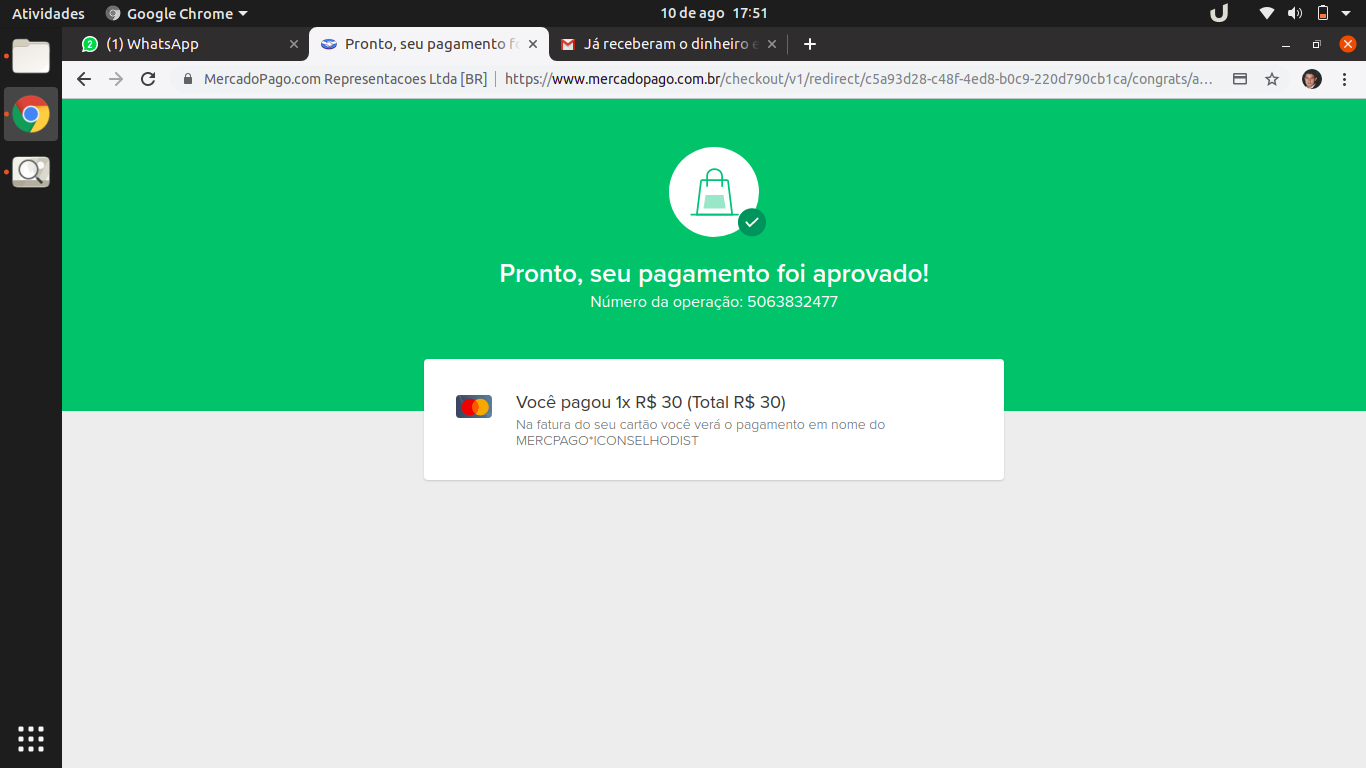 Atividades
Google Chrome
10 de ago 17:51
2
(1) WhatsApp
Pronto, seu pagamento fo
Já receberam o dinheiro e
MercadoPago.com Representacoes Ltda [BR]
https://www.mercadopago.com.br/checkout/v1/redirect/c5a93d28-c48f-4ed8-b0c9-220d790cb1ca/congrats/a...
Pronto, seu pagamento foi aprovado!
Número da operação: 5063832477
Você pagou 1x R$ 30 (Total R$ 30)
Na fatura do seu cartão você verá o pagamento em nome do
MERCPAGO*ICONSELHODIST